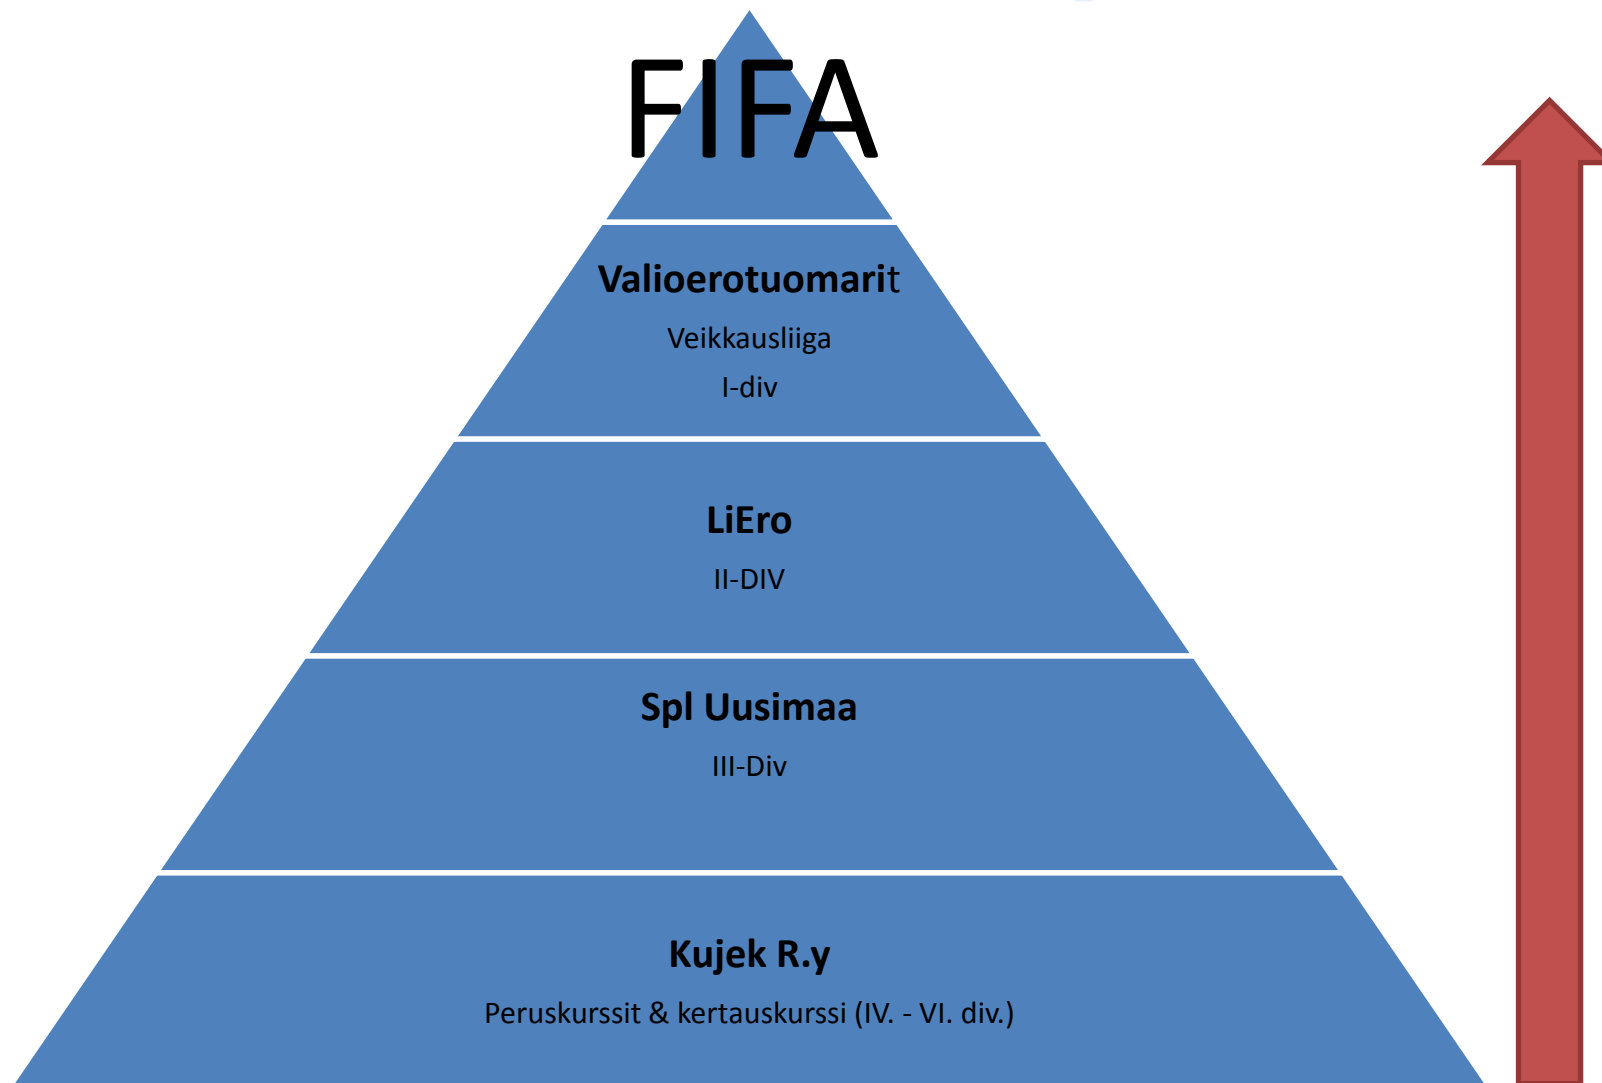 FIFA
Valioerotuomarit
Veikkausliiga
I-div
LiEro
II-DIV
Spl Uusimaa
III-Div
Kujek R.y
Peruskurssit & kertauskurssi (IV. - VI. div.)